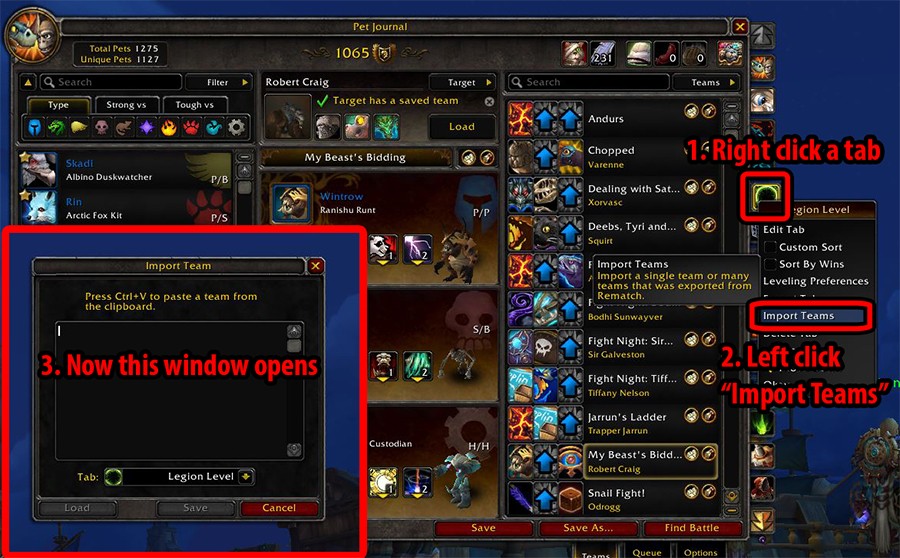 Pet Journal
Total Pets 1275
Unique Pets 1127
1065
231
0
0
Search
Filter
Type
Strong vs
Tough vs
Skadi
Albino Duskwatcher
P/B
Rin
Arctic Fox Kit
P/S
Robert Craig
Target
Target has a saved team
Load
My Beast's Bidding
Wintrow
Ranishu Runt
P/P
1
2
S/B
1
2
Custodian
H/H
1
2
Search
Teams
Andurs
Chopped
Varenne
Dealing with Sat...
Xorvasc
Deebs, Tyri and...
Squirt
Bodhi Sunwayver
Fight Night: Sir...
Sir Galveston
Fight Night: Tiff...
Tiffany Nelson
Jarrun's Ladder
Trapper Jarrun
My Beast's Bidd...
Robert Craig
Snail Fight!
Odrogg
Save
Save As...
Find Battle
Teams
Queue
Options
Import Teams
Import a single team or many
teams that was exported from
Rematch.
1. Right click a tab
Legion Level
Edit Tab
Custom Sort
Sort By Wins
Leveling Preferences
Import Teams
Delete Tab
2. Left click
"Import Teams"
Import Team
Press Ctrl+V to paste a team from
the clipboard.
3. Now this window opens
Tab:
Legion Level
Load
Save
Cancel